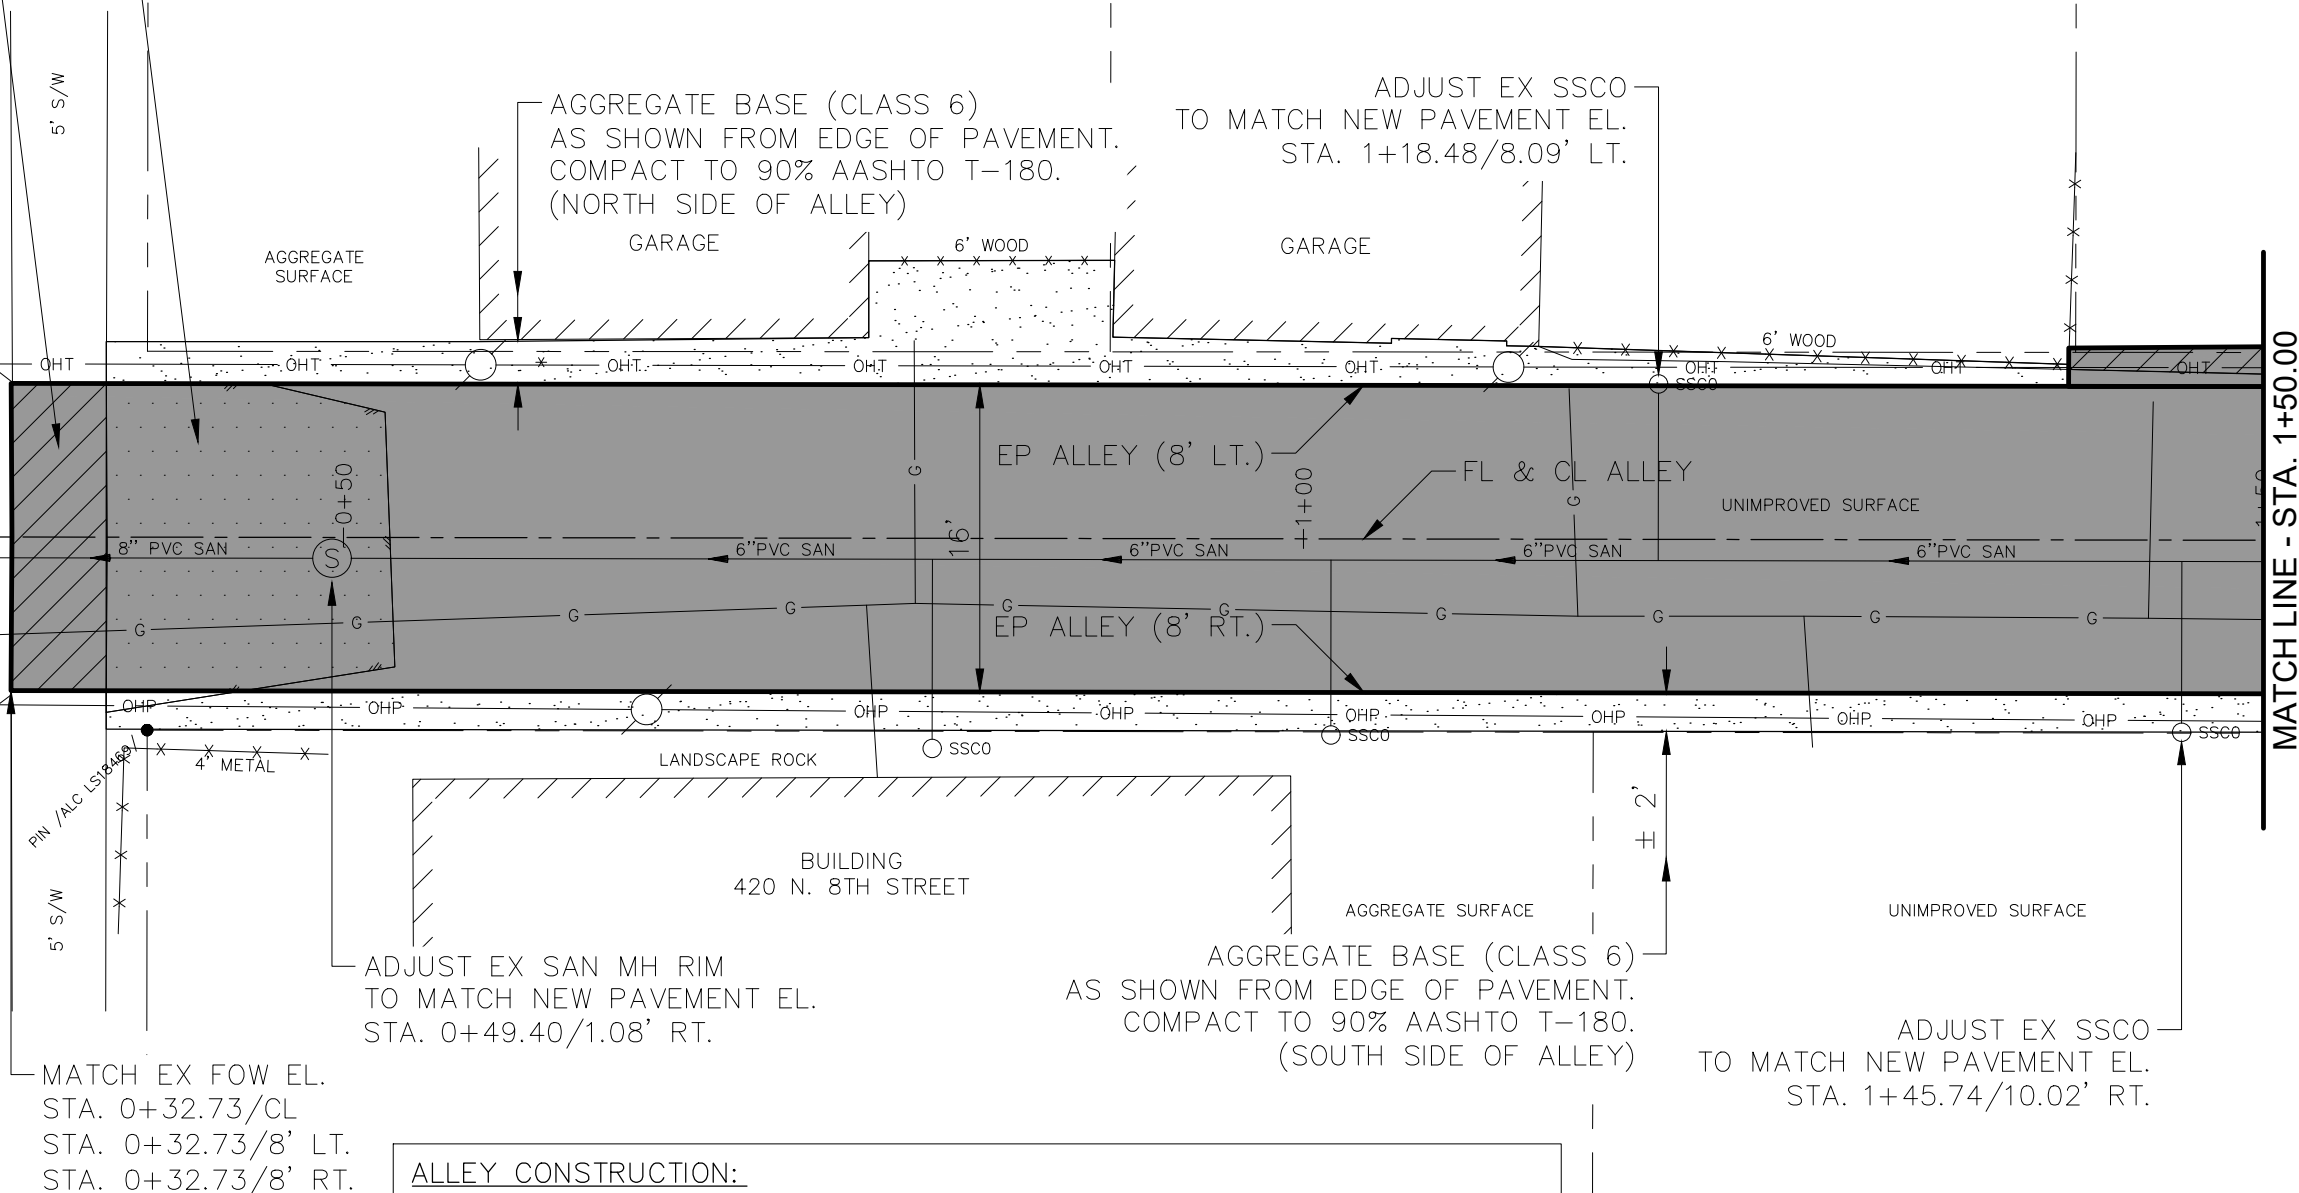 5' S/W
AGGREGATE BASE (CLASS 6)
AS SHOWN FROM EDGE OF PAVEMENT.
COMPACT TO 90% AASHTO T-180.
(NORTH SIDE OF ALLEY)
ADJUST EX SSCO
TO MATCH NEW PAVEMENT EL.
STA. 1+18.48/8.09' LT.
AGGREGATE
SURFACE
GARAGE
6' WOOD
GARAGE
6' WOOD
OHT
OHT
OHT
OHT
OHT
OHT
OHT
OHT
OHT
SSCO
MATCH LINE - STA. 1+50.00
EP ALLEY (8' LT.)
FL & CL ALLEY
UNIMPROVED SURFACE
0+50
1+00
1+50
16'
G
G
8" PVC SAN
S
6"PVC SAN
6"PVC SAN
6"PVC SAN
6"PVC SAN
G
G
G
G
G
G
G
G
G
G
EP ALLEY (8' RT.)
OHP
OHP
OHP
OHP
OHP
OHP
OHP
OHP
SSCO
SSCO
SSCO
PIN /ALC LS18469
4' METAL
LANDSCAPE ROCK
± 2'
BUILDING
420 N. 8TH STREET
5' S/W
AGGREGATE SURFACE
UNIMPROVED SURFACE
ADJUST EX SAN MH RIM
TO MATCH NEW PAVEMENT EL.
STA. 0+49.40/1.08' RT.
AGGREGATE BASE (CLASS 6)
AS SHOWN FROM EDGE OF PAVEMENT.
COMPACT TO 90% AASHTO T-180.
(SOUTH SIDE OF ALLEY)
ADJUST EX SSCO
TO MATCH NEW PAVEMENT EL.
STA. 1+45.74/10.02' RT.
MATCH EX FOW EL.
STA. 0+32.73/CL
STA. 0+32.73/8' LT.
STA. 0+32.73/8' RT.
ALLEY CONSTRUCTION: